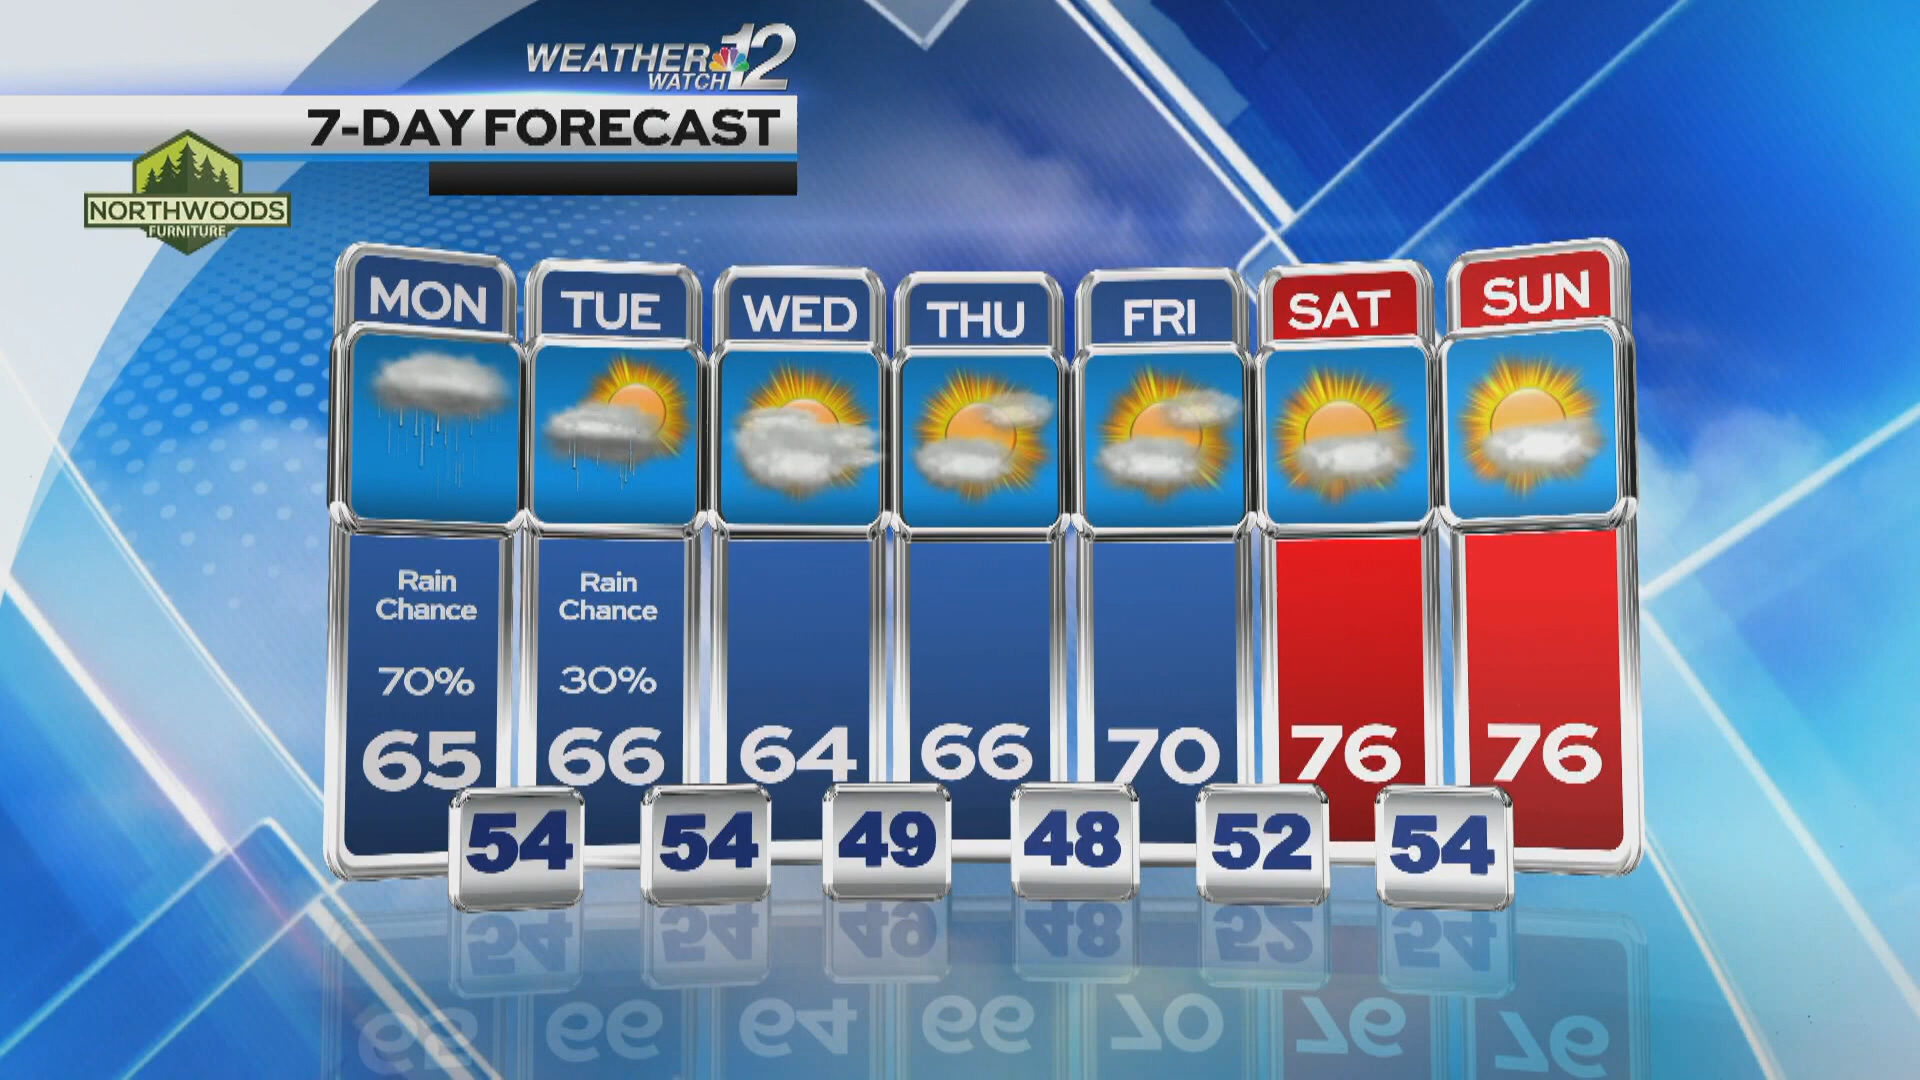 WEATHER 12
WATCH
7-DAY FORECAST
NORTHWOODS
FURNITURE
MON TUE WED THU FRI SAT SUN
Rain Rain
Chance Chance
70% 30%
65 66 64 66 70 76 76
54 54 49 48 52 54